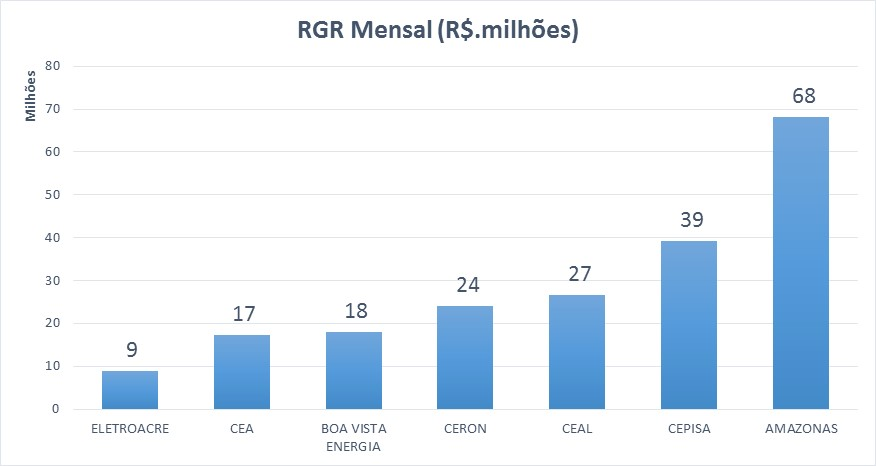 RGR Mensal (R$.milhões)
Milhões
80
70
60
50
40
30
20
10
0
9
17
18
24
27
39
68
ELETROACRE
CEA
BOA VISTA
ENERGIA
CERON
CEAL
CEPISA
AMAZONAS